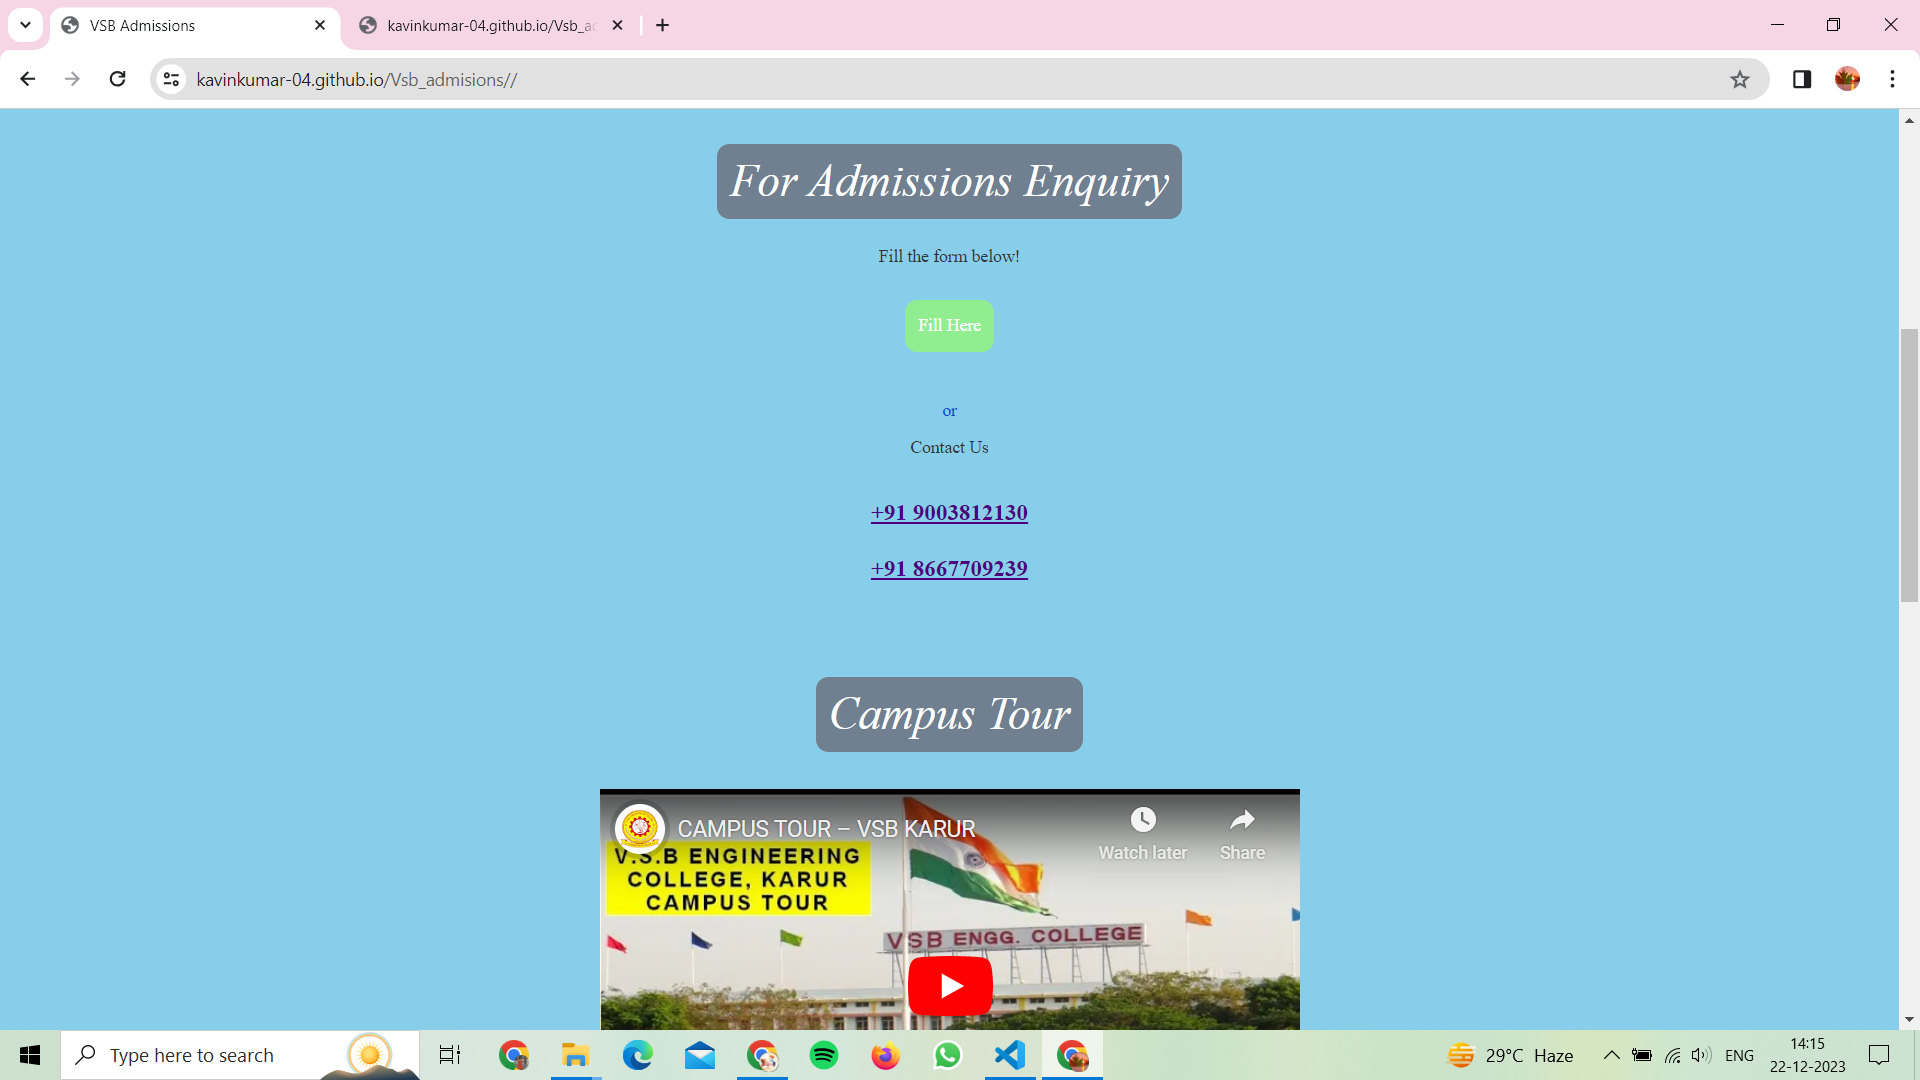 VSB Admissions
kavinkumar-04.github.io/Vsb_a
kavinkumar-04.github.io/Vsb_admisions//
For Admissions Enquiry
Fill the form below!
Fill Here
or
Contact Us
+91 9003812130
+91 8667709239
Campus Tour
CAMPUS TOUR – VSB KARUR
Watch later
Share
V.S.B ENGINEERING
COLLEGE, KARUR
CAMPUS TOUR
VSB ENGG. COLLEGE
Type here to search
29°C Haze
ENG
14:15
22-12-2023